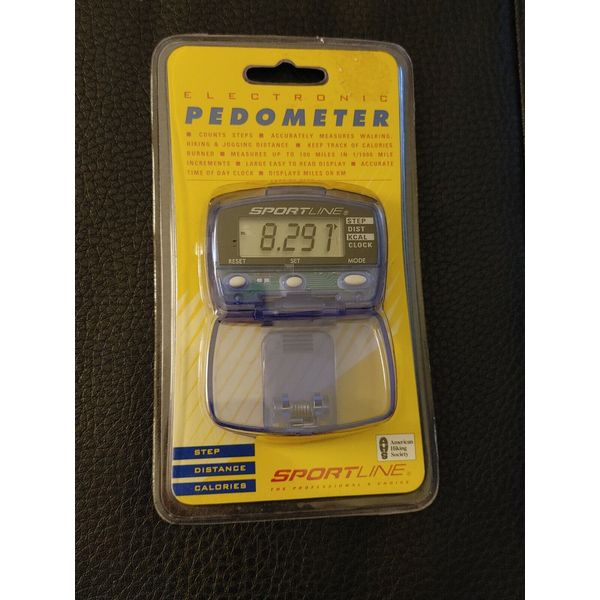 ELECTRONIC
PEDOMETER
■ COUNTS STEPS ■ ACCURATELY MEASURES WALKING,
HIKING & JOGGING DISTANCE ■ KEEP TRACK OF CALORIES
BURNED ■ MEASURES UP TO 100 MILES IN 1/1000 MILE
INCREMENTS ■ LARGE EASY TO READ DISPLAY ■ ACCURATE
TIME OF DAY CLOCK ■ DISPLAYS MILES OR KM
SPORTLINE®
8.291
STEP
DIST
KCAL
CLOCK
RESET SET MODE
STEP
DISTANCE
CALORIES
American
Hiking
Society
SPORTLINE®
THE PROFESSIONAL'S CHOICE